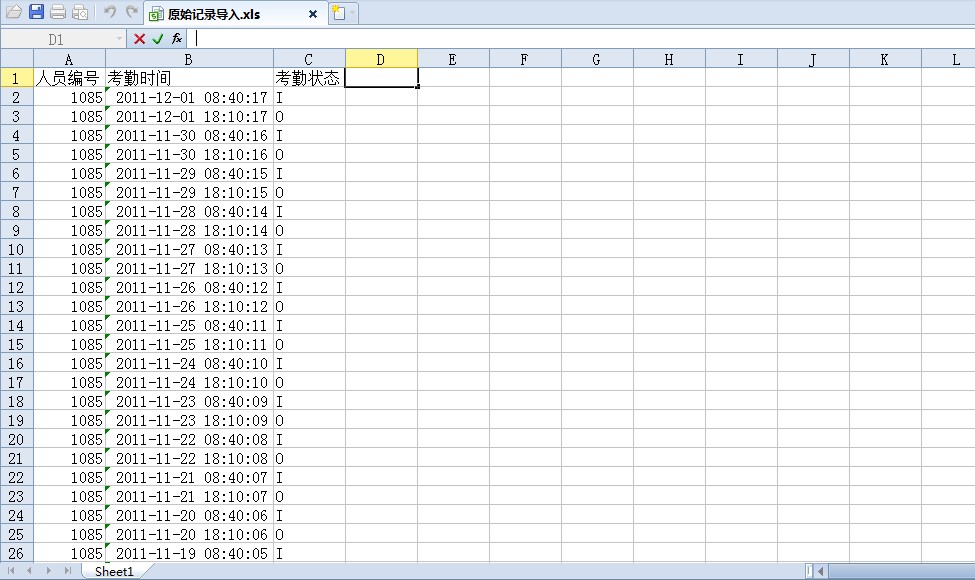 原始记录导入.xls
D1 fx
A B C D E F G H I J K L
1 人员编号 考勤时间 考勤状态
2 1085 2011-12-01 08:40:17 I
3 1085 2011-12-01 18:10:17 O
4 1085 2011-11-30 08:40:16 I
5 1085 2011-11-30 18:10:16 O
6 1085 2011-11-29 08:40:15 I
7 1085 2011-11-29 18:10:15 O
8 1085 2011-11-28 08:40:14 I
9 1085 2011-11-28 18:10:14 O
10 1085 2011-11-27 08:40:13 I
11 1085 2011-11-27 18:10:13 O
12 1085 2011-11-26 08:40:12 I
13 1085 2011-11-26 18:10:12 O
14 1085 2011-11-25 08:40:11 I
15 1085 2011-11-25 18:10:11 O
16 1085 2011-11-24 08:40:10 I
17 1085 2011-11-24 18:10:10 O
18 1085 2011-11-23 08:40:09 I
19 1085 2011-11-23 18:10:09 O
20 1085 2011-11-22 08:40:08 I
21 1085 2011-11-22 18:10:08 O
22 1085 2011-11-21 08:40:07 I
23 1085 2011-11-21 18:10:07 O
24 1085 2011-11-20 08:40:06 I
25 1085 2011-11-20 18:10:06 O
26 1085 2011-11-19 08:40:05 I
Sheet1